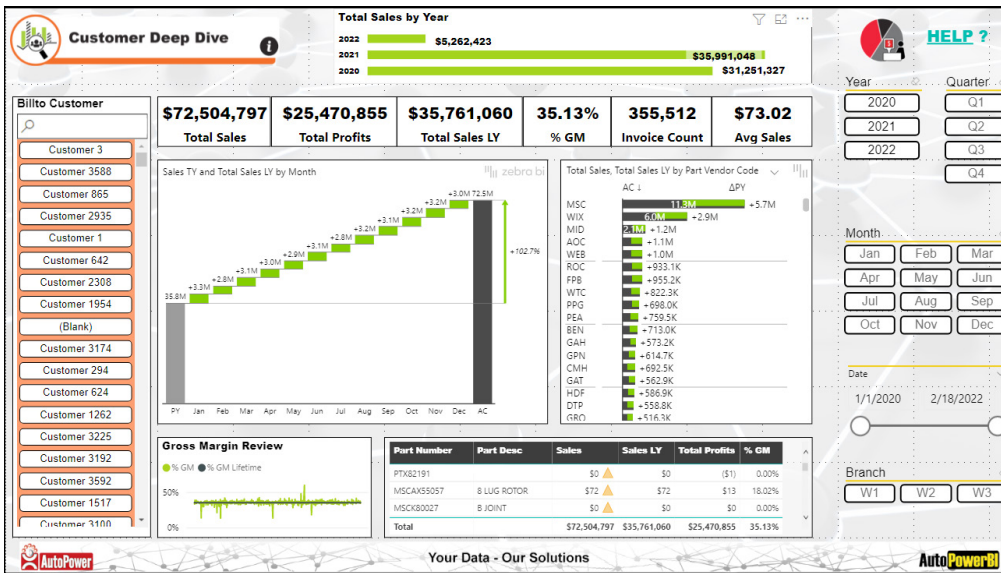 Customer Deep Dive
i
Total Sales by Year
2022 $5,262,423
2021 $35,991,048
2020 $31,251,327
HELP ?
Billto Customer
Customer 3
Customer 3588
Customer 865
Customer 2935
Customer 1
Customer 642
Customer 2308
Customer 1954
(Blank)
Customer 3174
Customer 294
Customer 624
Customer 1262
Customer 3225
Customer 3192
Customer 3592
Customer 1517
Customer 3100
$72,504,797 $25,470,855 $35,761,060 35.13% 355,512 $73.02
Total Sales Total Profits Total Sales LY % GM Invoice Count Avg Sales
Sales TY and Total Sales LY by Month
zebra bi
35.8M +3.3M +2.8M +3.1M +3.0M +2.9M +3.1M +2.8M +3.2M +3.1M +3.2M +3.2M +3.0M 72.5M
+102.7%
PY Jan Feb Mar Apr May Jun Jul Aug Sep Oct Nov Dec AC
Total Sales, Total Sales LY by Part Vendor Code
AC ↓ ΔPY
MSC 11.3M +5.7M
WIX 6.0M +2.9M
MID 2.1M +1.2M
AOC +1.1M
WEB +1.0M
ROC +933.1K
FPB +955.2K
WTC +822.3K
PPG +698.0K
PEA +759.5K
BEN +713.0K
GAH +573.2K
GPN +614.7K
CMH +692.5K
GAT +562.9K
HDF +586.9K
DTP +558.8K
GRO +516.3K
Gross Margin Review
% GM % GM Lifetime
50%
0%
Part Number Part Desc Sales Sales LY Total Profits % GM
PTX82191 $0 $0 ($1) 0.00%
MSCAX55057 8 LUG ROTOR $72 $72 $13 18.02%
MSCK80027 B JOINT $0 $0 $0 0.00%
Total $72,504,797 $35,761,060 $25,470,855 35.13%
Year
2020
2021
2022
Quarter
Q1
Q2
Q3
Q4
Month
Jan Feb Mar
Apr May Jun
Jul Aug Sep
Oct Nov Dec
Date
1/1/2020 2/18/2022
Branch
W1 W2 W3
AutoPower
Your Data - Our Solutions
AutoPowerBI